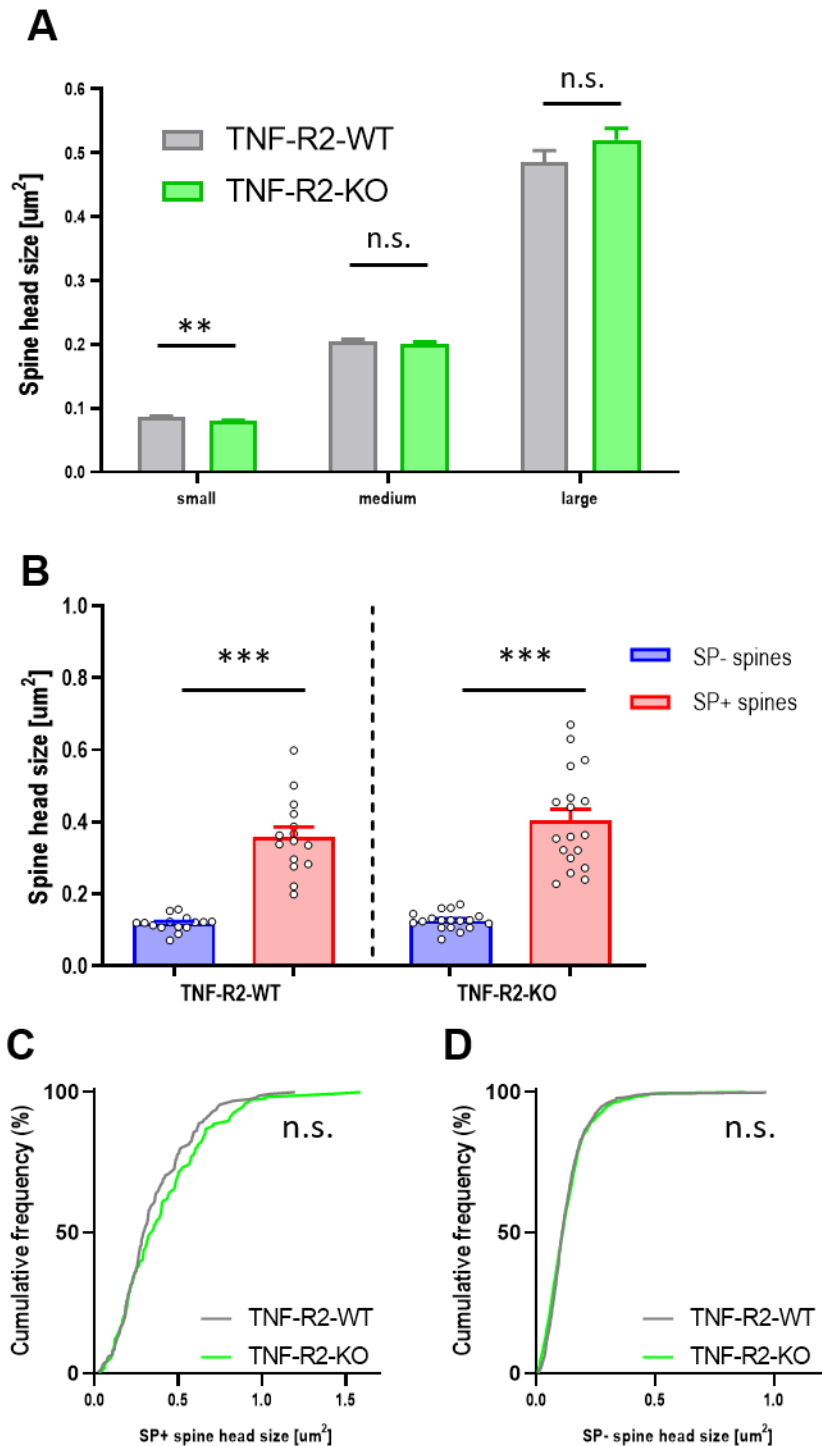 A
Spine head size [um²]
0.6
0.5
0.4
0.3
0.2
0.1
0.0
TNF-R2-WT
TNF-R2-KO
**
n.s.
n.s.
small
medium
large
B
Spine head size [um²]
1.0
0.8
0.6
0.4
0.2
0.0
***
***
SP- spines
SP+ spines
TNF-R2-WT
TNF-R2-KO
C
Cumulative frequency (%)
100
50
0
n.s.
TNF-R2-WT
TNF-R2-KO
0.0
0.5
1.0
1.5
SP+ spine head size [um²]
D
Cumulative frequency (%)
100
50
0
n.s.
TNF-R2-WT
TNF-R2-KO
0.0
0.5
1.0
SP- spine head size [um²]